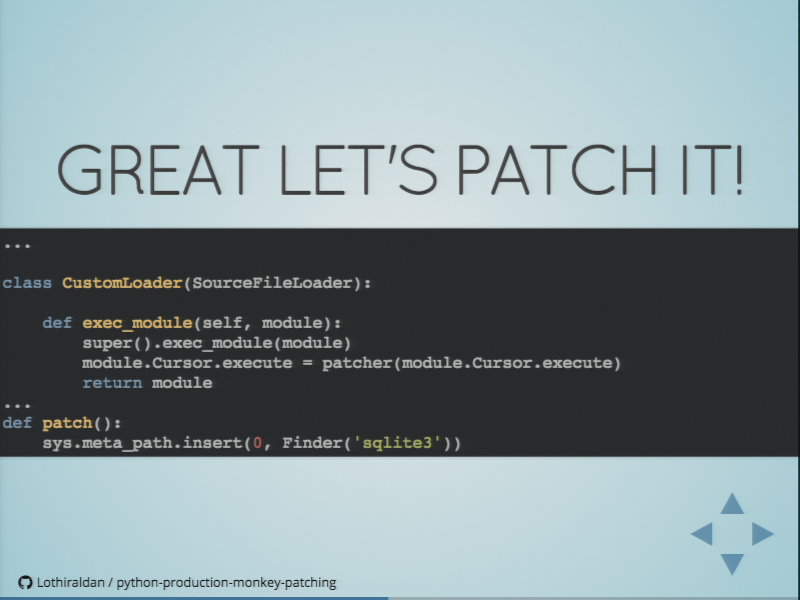 GREAT LET'S PATCH IT!
...
class CustomLoader(SourceFileLoader):
    def exec_module(self, module):
        super().exec_module(module)
        module.Cursor.execute = patcher(module.Cursor.execute)
        return module
...
def patch():
    sys.meta_path.insert(0, Finder('sqlite3'))
Lothiraldan / python-production-monkey-patching